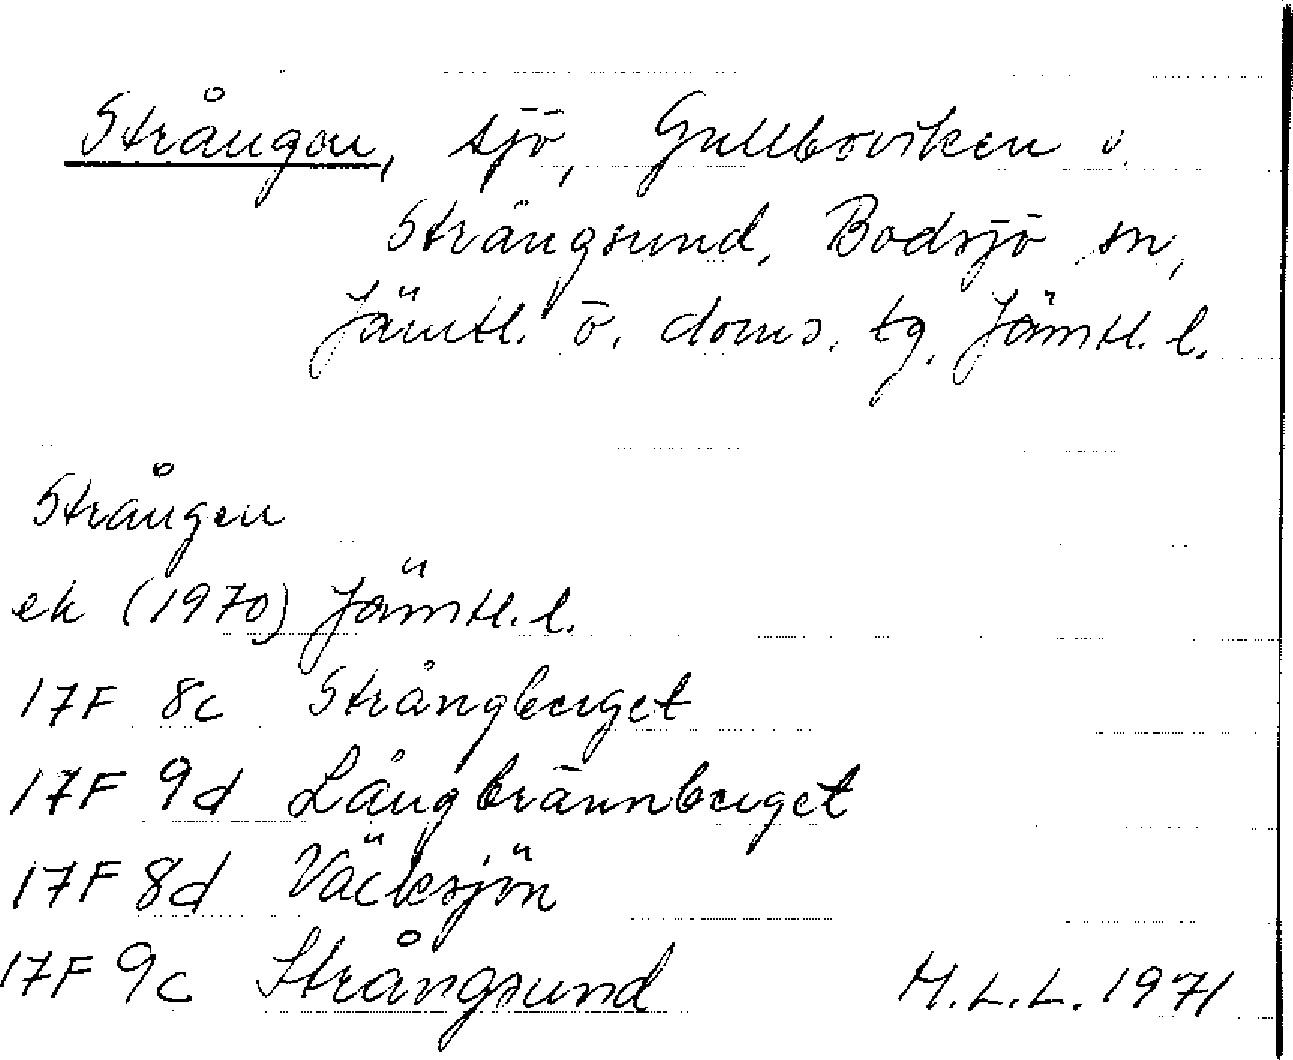 Strången, sjö, Gullboviken v.
Strångsund, Bodsjö sn,
Jämtl. ö. doms. tg. Jämtl. l.
Strången
ek (1970) Jämtl. l.
17F 8c Strångberget
17F 9d Långbrännberget
17F 8d Väcksjön
17F 9c Strångsund M.L.L. 1971